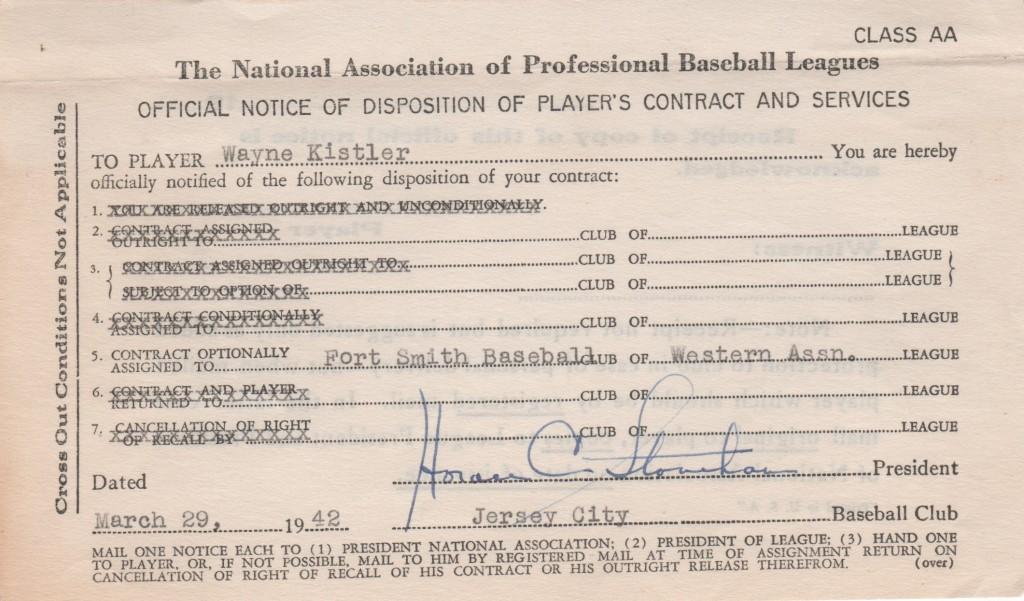 CLASS AA
The National Association of Professional Baseball Leagues
OFFICIAL NOTICE OF DISPOSITION OF PLAYER'S CONTRACT AND SERVICES
Cross Out Conditions Not Applicable
TO PLAYER Wayne Kistler You are hereby
officially notified of the following disposition of your contract:
1. YOU ARE RELEASED OUTRIGHT AND UNCONDITIONALLY.
2. CONTRACT ASSIGNED
OUTRIGHT TO CLUB OF LEAGUE
3. CONTRACT ASSIGNED OUTRIGHT TO CLUB OF LEAGUE
SUBJECT TO OPTION OF CLUB OF LEAGUE
4. CONTRACT CONDITIONALLY
ASSIGNED TO CLUB OF LEAGUE
5. CONTRACT OPTIONALLY
ASSIGNED TO Fort Smith Baseball CLUB OF Western Assn. LEAGUE
6. CONTRACT AND PLAYER
RETURNED TO CLUB OF LEAGUE
7. CANCELLATION OF RIGHT
OF RECALL BY CLUB OF LEAGUE
Dated Horace C. Stoneham President
March 29, 1942 Jersey City Baseball Club
MAIL ONE NOTICE EACH TO (1) PRESIDENT NATIONAL ASSOCIATION; (2) PRESIDENT OF LEAGUE; (3) HAND ONE
TO PLAYER, OR, IF NOT POSSIBLE, MAIL TO HIM BY REGISTERED MAIL AT TIME OF ASSIGNMENT RETURN ON
CANCELLATION OF RIGHT OF RECALL OF HIS CONTRACT OR HIS OUTRIGHT RELEASE THEREFROM. (over)